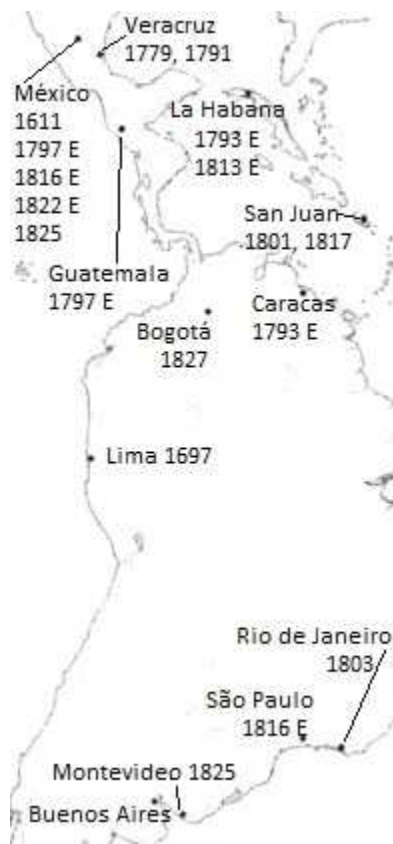 Veracruz
1779, 1791
México
1611
1797 E
1816 E
1822 E
1825
La Habana
1793 E
1813 E
San Juan
1801, 1817
Guatemala
1797 E
Caracas
1793 E
Bogotá
1827
Lima 1697
Rio de Janeiro
1803
São Paulo
1816 E
Montevideo 1825
Buenos Aires